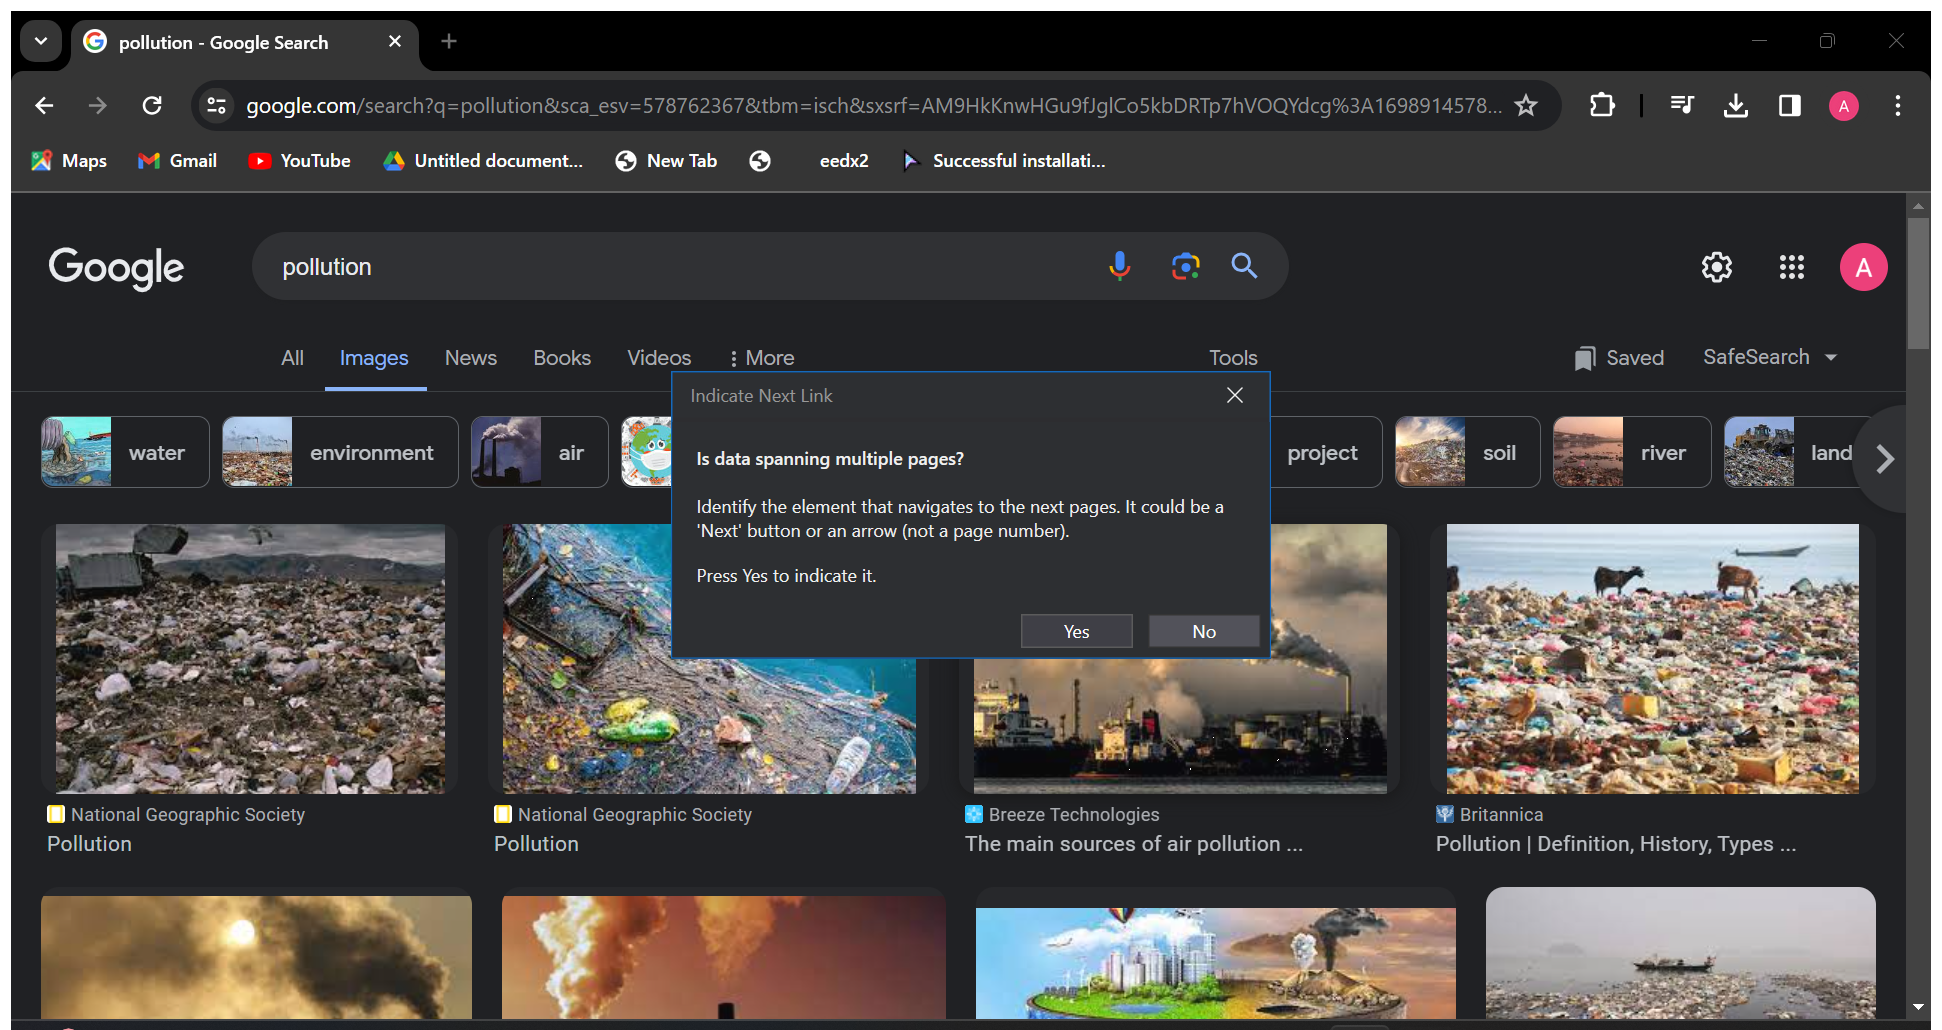 pollution - Google Search
google.com/search?q=pollution&sca_esv=578762367&tbm=isch&sxsrf=AM9HkKnwHGu9fJglCo5kbDRTp7hVOQYdcg%3A1698914578...
A
Maps Gmail YouTube Untitled document... New Tab eedx2 Successful installati...
Google pollution A
All Images News Books Videos More Tools Saved SafeSearch
Indicate Next Link
water environment air project soil river land
Is data spanning multiple pages?
Identify the element that navigates to the next pages. It could be a
'Next' button or an arrow (not a page number).
Press Yes to indicate it.
Yes No
National Geographic Society National Geographic Society Breeze Technologies Britannica
Pollution Pollution The main sources of air pollution ... Pollution | Definition, History, Types ...